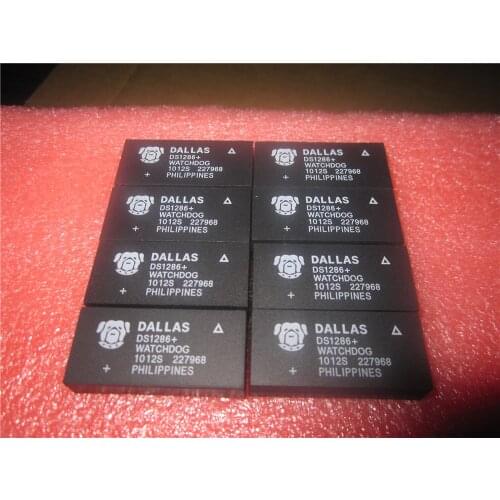 DALLAS
DS1286+
WATCHDOG
1012S 227968
+ PHILIPPINES
DALLAS
DS1286+
WATCHDOG
1012S 227968
+ PHILIPPINES
DALLAS
DS1286+
WATCHDOG
1012S 227968
+ PHILIPPINES
DALLAS
DS1286+
WATCHDOG
1012S 227968
+ PHILIPPINES
DALLAS
DS1286+
WATCHDOG
1012S 227968
+ PHILIPPINES
DALLAS
DS1286+
WATCHDOG
1012S 227968
+ PHILIPPINES
DALLAS
DS1286+
WATCHDOG
1012S 227968
+ PHILIPPINES
DALLAS
DS1286+
WATCHDOG
1012S 227968
+ PHILIPPINES